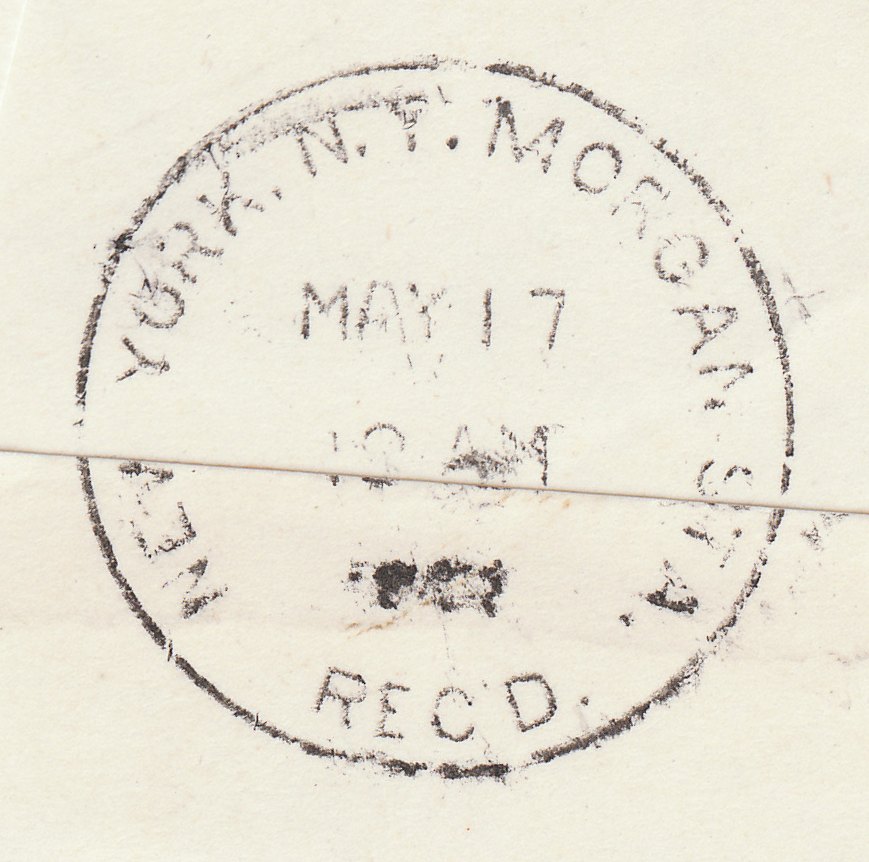 NEW YORK, N.Y. MORGAN STA.
MAY 17
AM
REC'D.